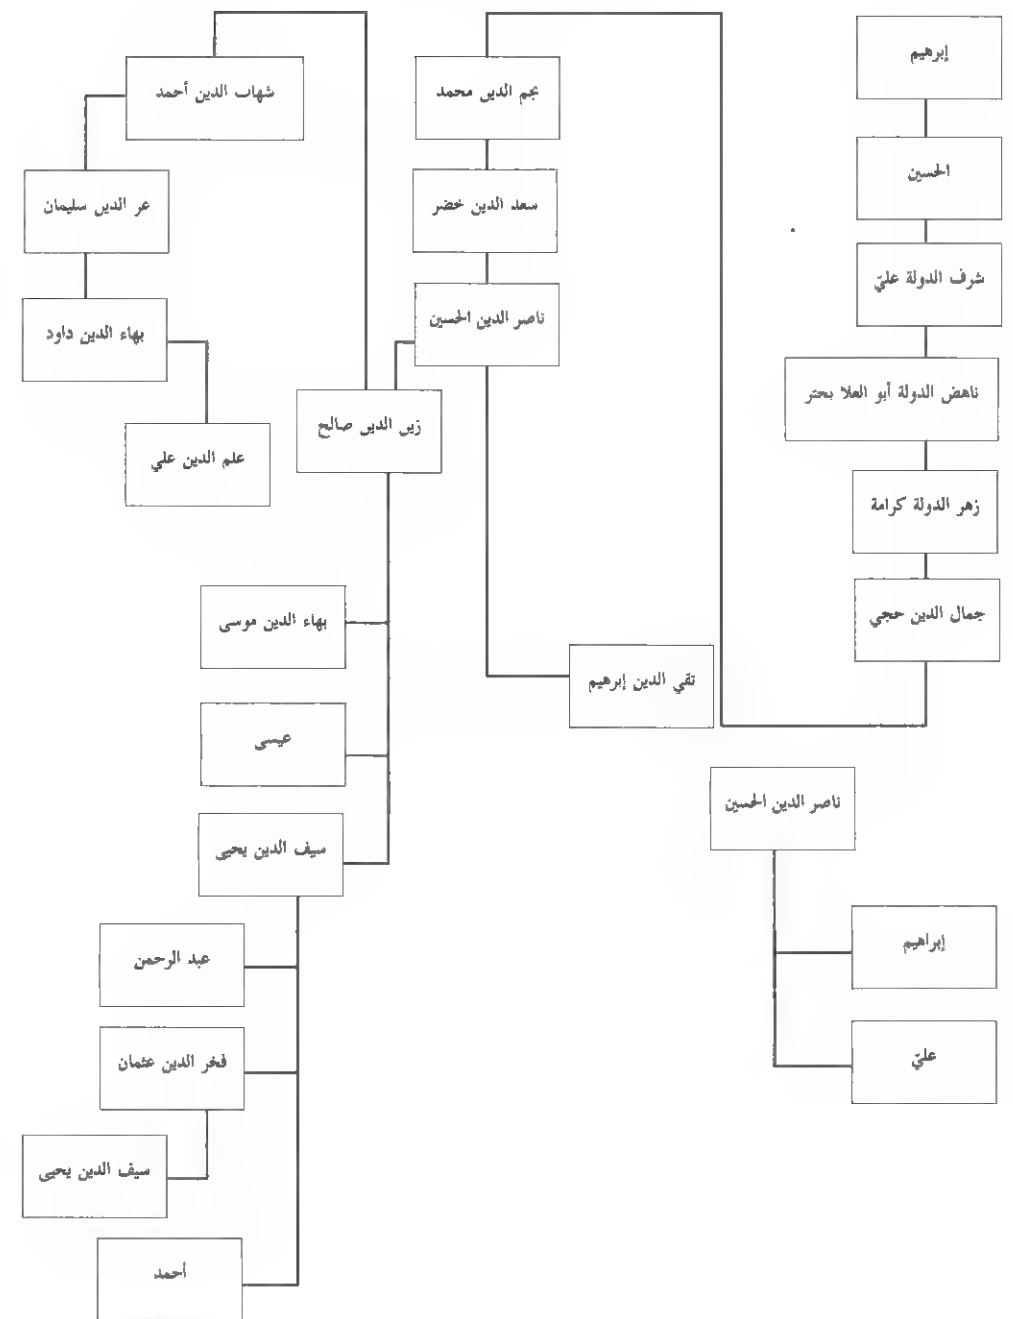 إبرهيم
الحسين
شرف الدولة عليّ
ناهض الدولة أبو العلا بحتر
زهر الدولة كرامة
جمال الدين حجي
نجم الدين محمد
سعد الدين خضر
ناصر الدين الحسين
تقي الدين إبرهيم
زين الدين صالح
شهاب الدين أحمد
عز الدين سليمان
بهاء الدين داود
علم الدين علي
بهاء الدين موسى
عيسى
سيف الدين يحيى
عبد الرحمن
فخر الدين عثمان
سيف الدين يحيى
أحمد
ناصر الدين الحسين
إبراهيم
عليّ